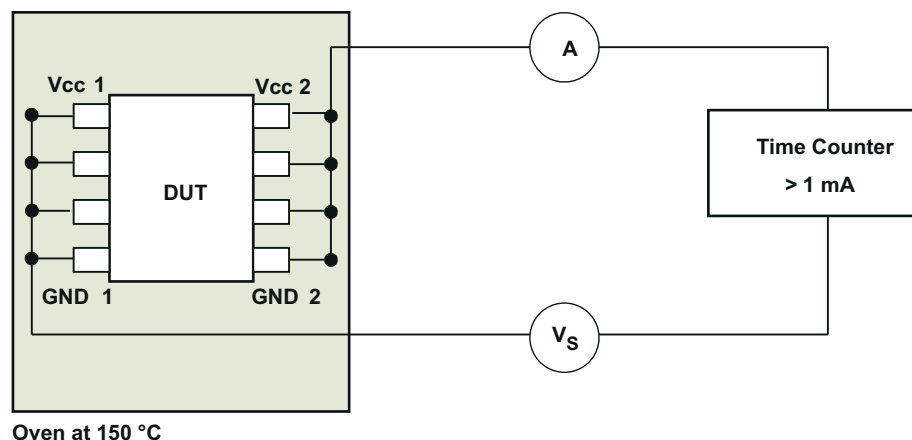 A
Vcc 1
Vcc 2
Time Counter
> 1 mA
DUT
GND 1
GND 2
VS
Oven at 150 °C